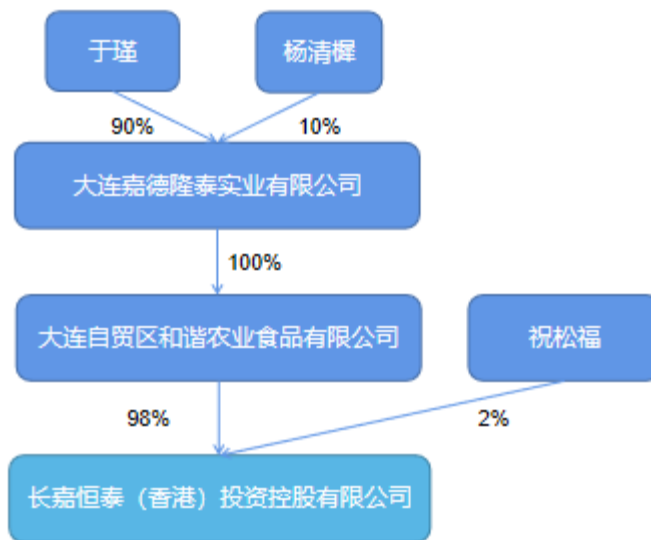 于瑾
杨清樨
90%
10%
大连嘉德隆泰实业有限公司
100%
大连自贸区和谐农业食品有限公司
祝松福
98%
2%
长嘉恒泰（香港）投资控股有限公司